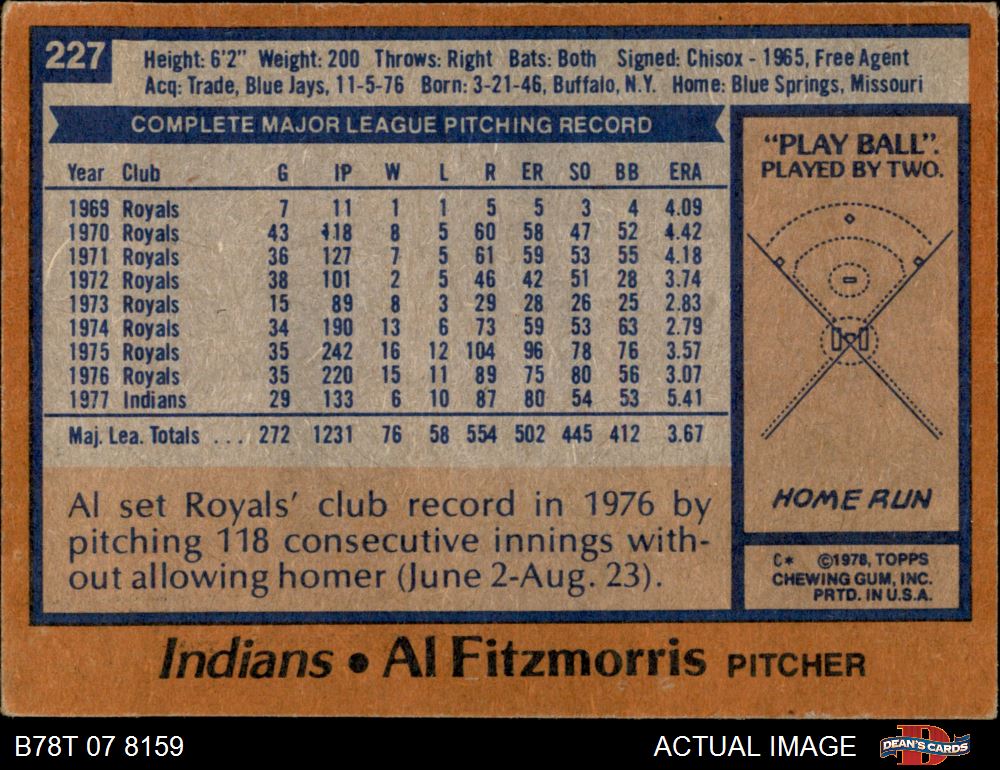 227
Height: 6'2" Weight: 200 Throws: Right Bats: Both Signed: Chisox - 1965, Free Agent
Acq: Trade, Blue Jays, 11-5-76 Born: 3-21-46, Buffalo, N.Y. Home: Blue Springs, Missouri
COMPLETE MAJOR LEAGUE PITCHING RECORD
Year Club G IP W L R ER SO BB ERA
1969 Royals 7 11 1 1 5 5 3 4 4.09
1970 Royals 43 118 8 5 60 58 47 52 4.42
1971 Royals 36 127 7 5 61 59 53 55 4.18
1972 Royals 38 101 2 5 46 42 51 28 3.74
1973 Royals 15 89 8 3 29 28 26 25 2.83
1974 Royals 34 190 13 6 73 59 53 63 2.79
1975 Royals 35 242 16 12 104 96 78 76 3.57
1976 Royals 35 220 15 11 89 75 80 56 3.07
1977 Indians 29 133 6 10 87 80 54 53 5.41
Maj. Lea. Totals ... 272 1231 76 58 554 502 445 412 3.67
Al set Royals' club record in 1976 by
pitching 118 consecutive innings with-
out allowing homer (June 2-Aug. 23).
"PLAY BALL".
PLAYED BY TWO.
HOME RUN
C* ©1978, TOPPS
CHEWING GUM, INC.
PRTD. IN U.S.A.
Indians • Al Fitzmorris PITCHER
B78T 07 8159
ACTUAL IMAGE
DEAN'S CARDS